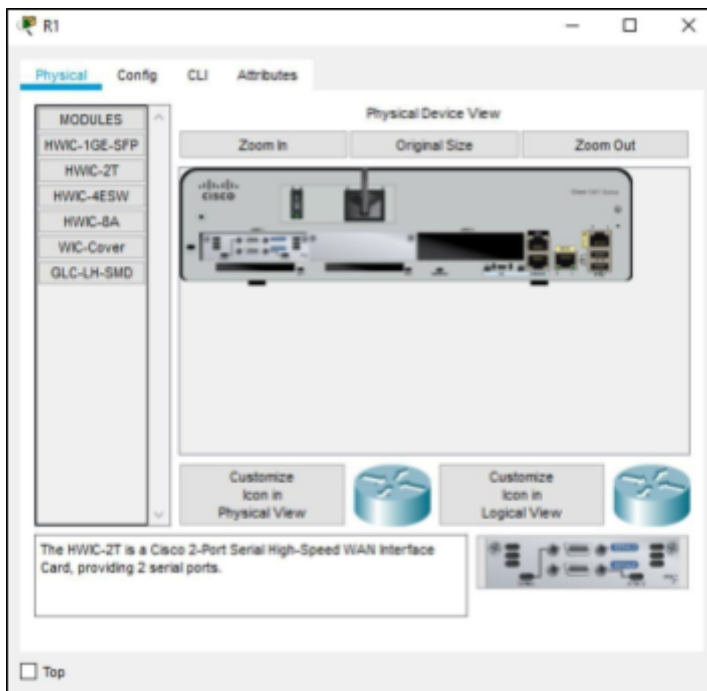 R1
Physical Config CLI Attributes
MODULES
HWIC-1GE-SFP
HWIC-2T
HWIC-4ESW
HWIC-8A
WIC-Cover
GLC-LH-SMD
Physical Device View
Zoom In Original Size Zoom Out
CISCO
Customize
Icon in
Physical View
Customize
Icon in
Logical View
The HWIC-2T is a Cisco 2-Port Serial High-Speed WAN Interface
Card, providing 2 serial ports.
Top